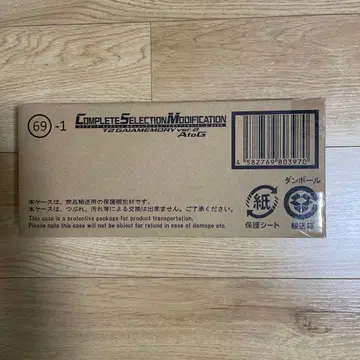 69-1
COMPLETE SELECTION MODIFICATION
T2 GAIAMEMORY ver.2
AtoG
4 582769 803970
ダンボール
紙
保護シート
輸送箱
本ケースは、商品輸送用の保護梱包材です。
本ケースは、つぶれ、汚れ等による交換は出来ません。ご了承ください。
This case is a protective package for product transportation.
Please note this case will not be object for refund in case of damage etc.